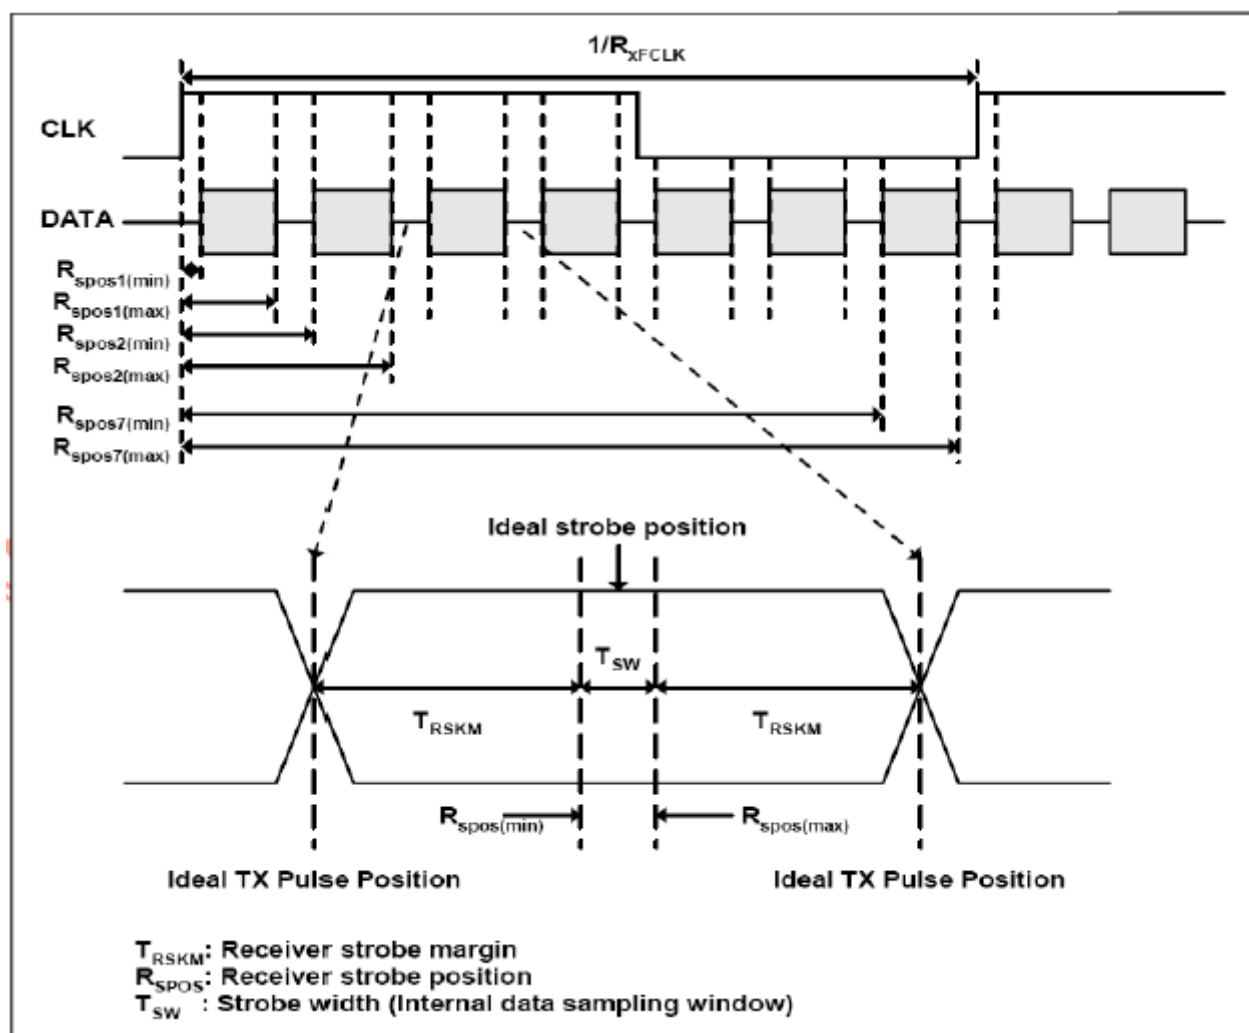 1/RxFCLK
CLK
DATA
Rspos1(min)
Rspos1(max)
Rspos2(min)
Rspos2(max)
Rspos7(min)
Rspos7(max)
Ideal strobe position
TSW
TRSKM
TRSKM
Rspos(min)
Rspos(max)
Ideal TX Pulse Position
Ideal TX Pulse Position
TRSKM: Receiver strobe margin
RSPOS: Receiver strobe position
TSW : Strobe width (Internal data sampling window)